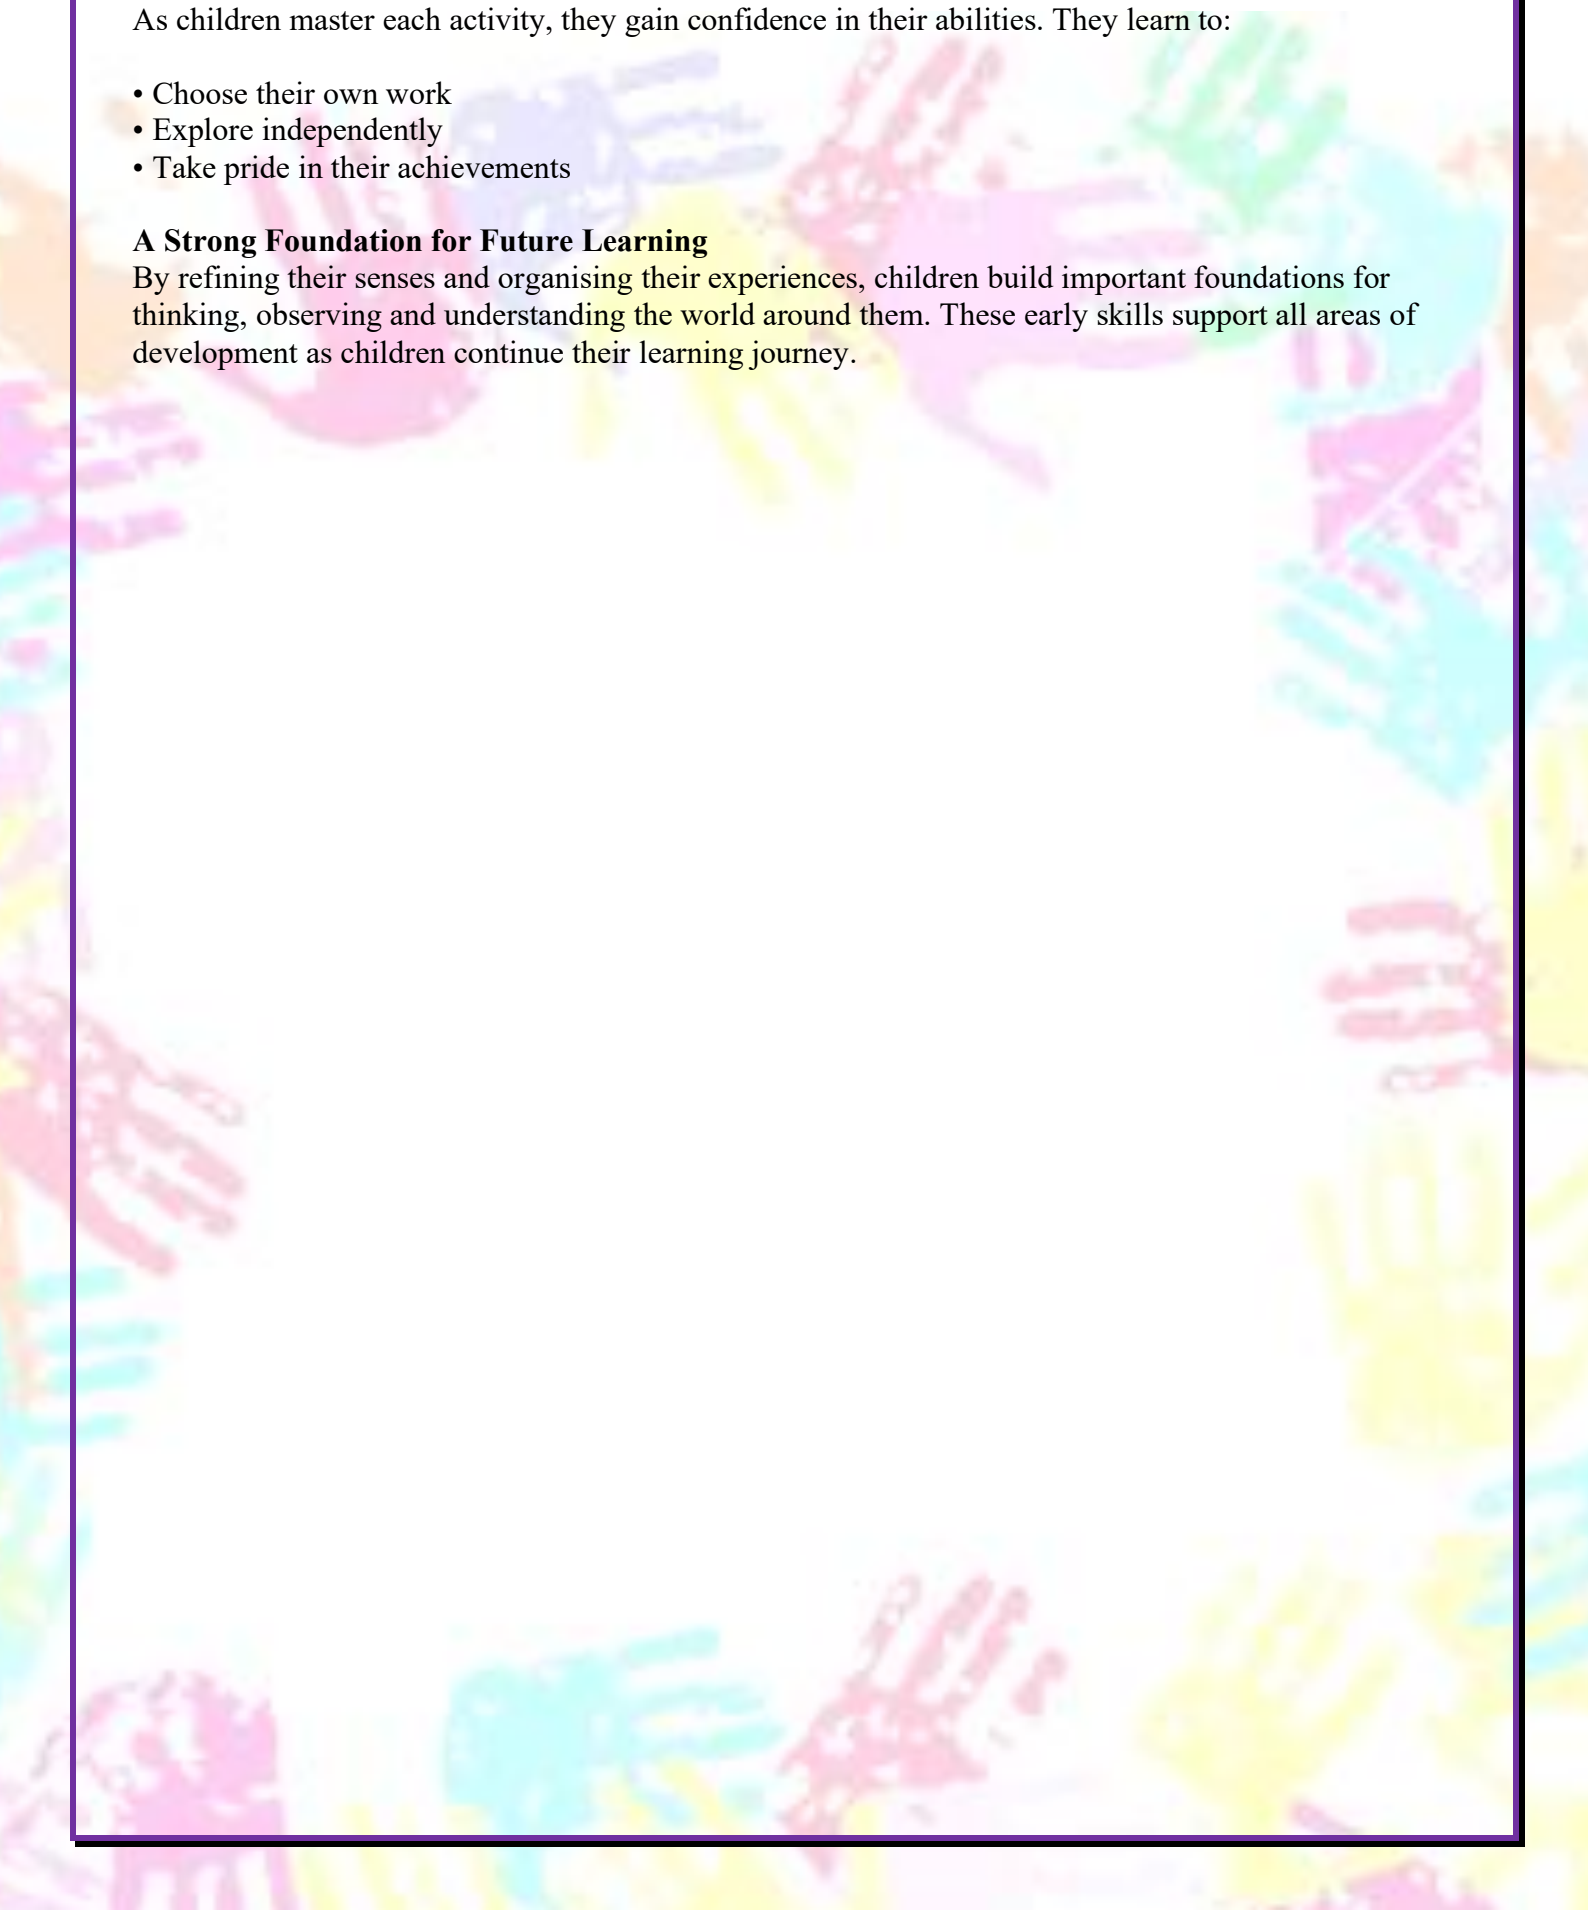 As children master each activity, they gain confidence in their abilities. They learn to:
• Choose their own work
• Explore independently
• Take pride in their achievements
A Strong Foundation for Future Learning
By refining their senses and organising their experiences, children build important foundations for
thinking, observing and understanding the world around them. These early skills support all areas of
development as children continue their learning journey.